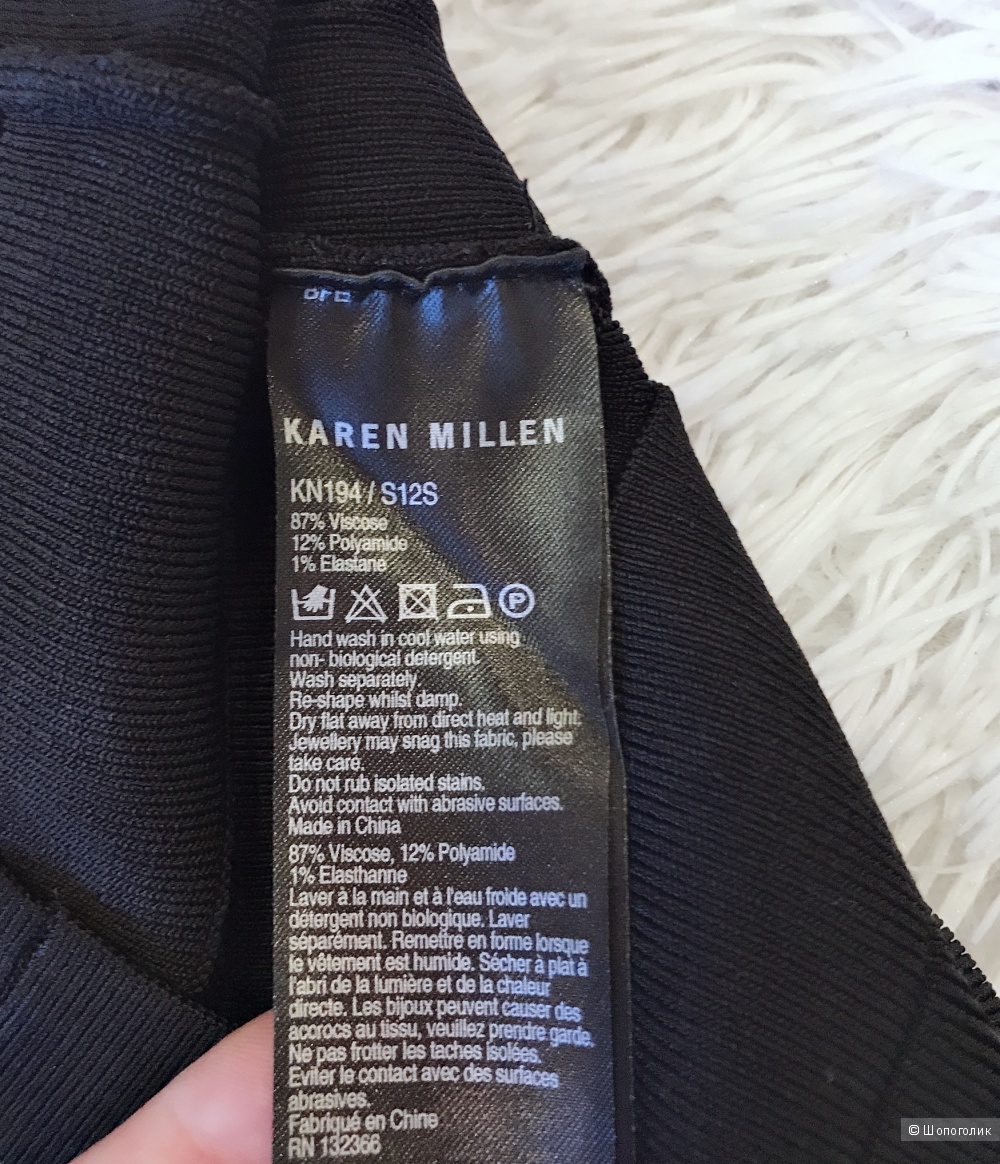 KAREN MILLEN
KN194 / S12S
87% Viscose
12% Polyamide
1% Elastane
P
Hand wash in cool water using
non- biological detergent.
Wash separately.
Re-shape whilst damp.
Dry flat away from direct heat and light.
Jewellery may snag this fabric, please
take care.
Do not rub isolated stains.
Avoid contact with abrasive surfaces.
Made in China
87% Viscose, 12% Polyamide
1% Elasthanne
Laver à la main et à l'eau froide avec un
détergent non biologique. Laver
séparément. Remettre en forme lorsque
le vêtement est humide. Sécher à plat à
l'abri de la lumière et de la chaleur
directe. Les bijoux peuvent causer des
accrocs au tissu, veuillez prendre garde.
Ne pas frotter les taches isolées.
Eviter le contact avec des surfaces
abrasives.
Fabriqué en Chine
RN 132366
© Шопоголик